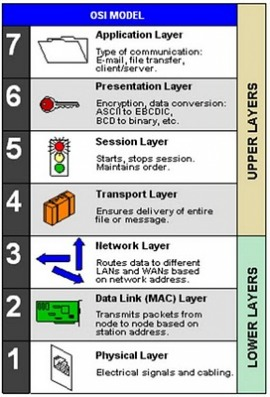 OSI MODEL
7
Application Layer
Type of communication:
E-mail, file transfer,
client/server.
6
Presentation Layer
Encryption, data conversion:
ASCII to EBCDIC,
BCD to binary, etc.
5
Session Layer
Starts, stops session.
Maintains order.
4
Transport Layer
Ensures delivery of entire
file or message.
3
Network Layer
Routes data to different
LANs and WANs based
on network address.
2
Data Link (MAC) Layer
Transmits packets from
node to node based on
station address.
1
Physical Layer
Electrical signals and cabling.
UPPER LAYERS
LOWER LAYERS